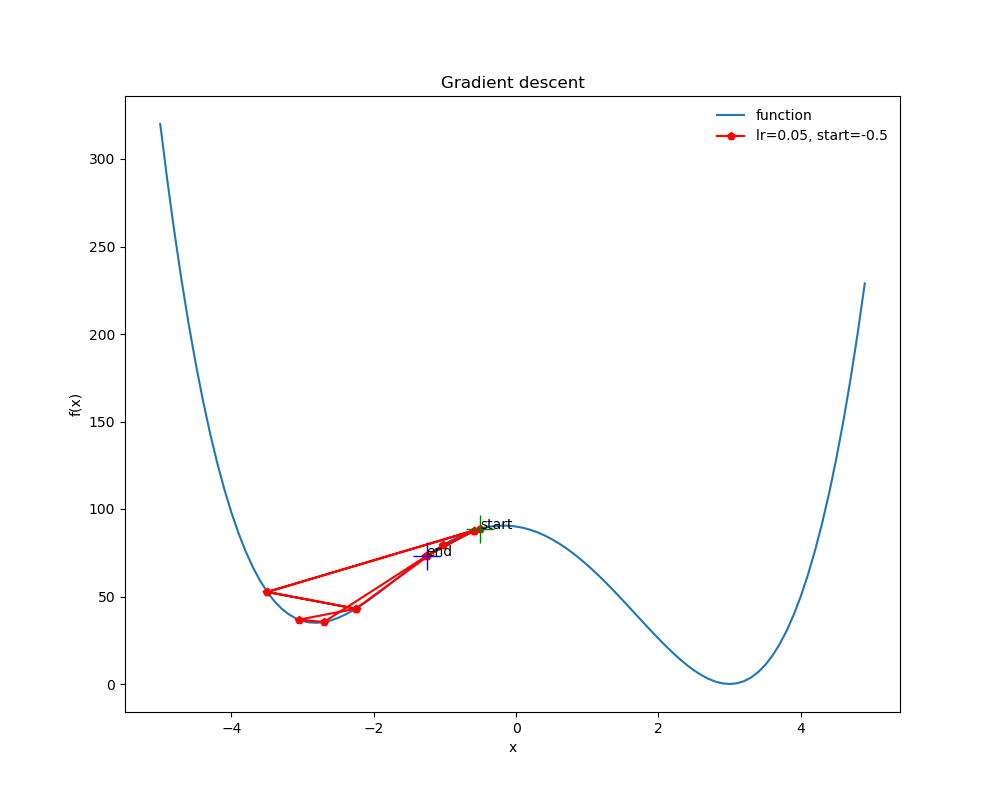 Gradient descent
function
lr=0.05, start=-0.5
300
250
200
150
100
50
0
f(x)
start
end
−4
−2
0
2
4
x